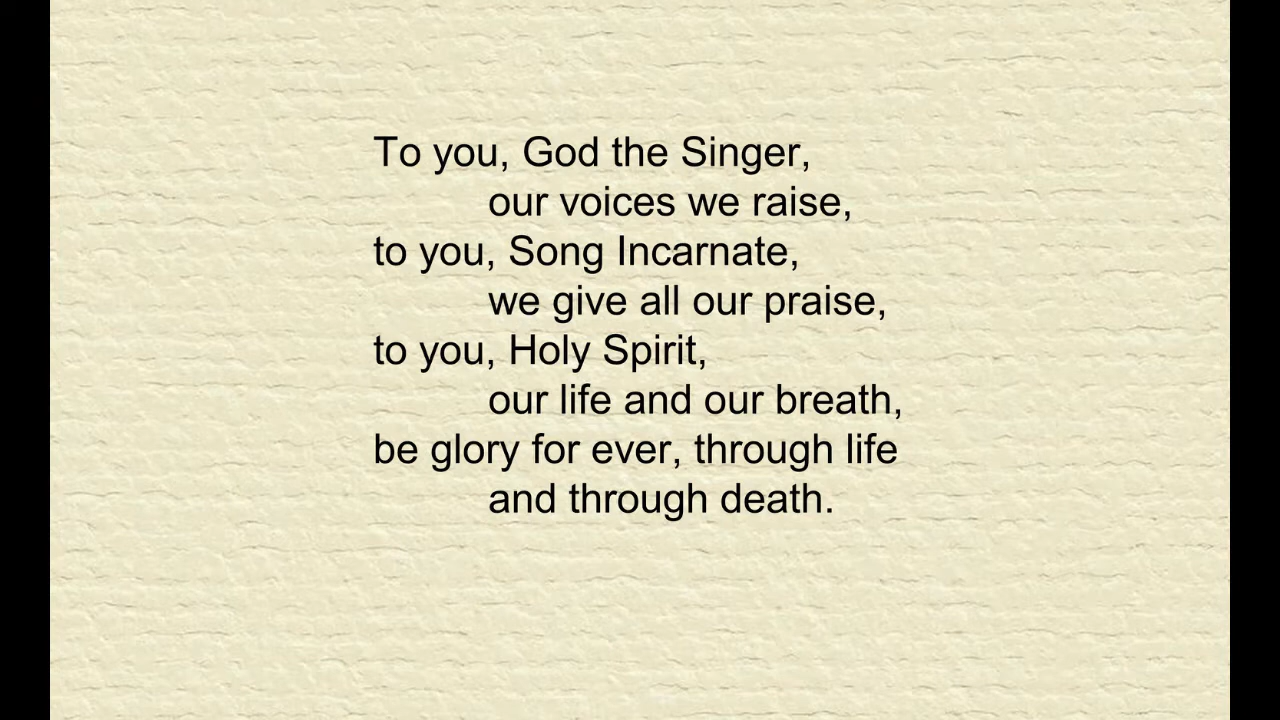 To you, God the Singer,
our voices we raise,
to you, Song Incarnate,
we give all our praise,
to you, Holy Spirit,
our life and our breath,
be glory for ever, through life
and through death.